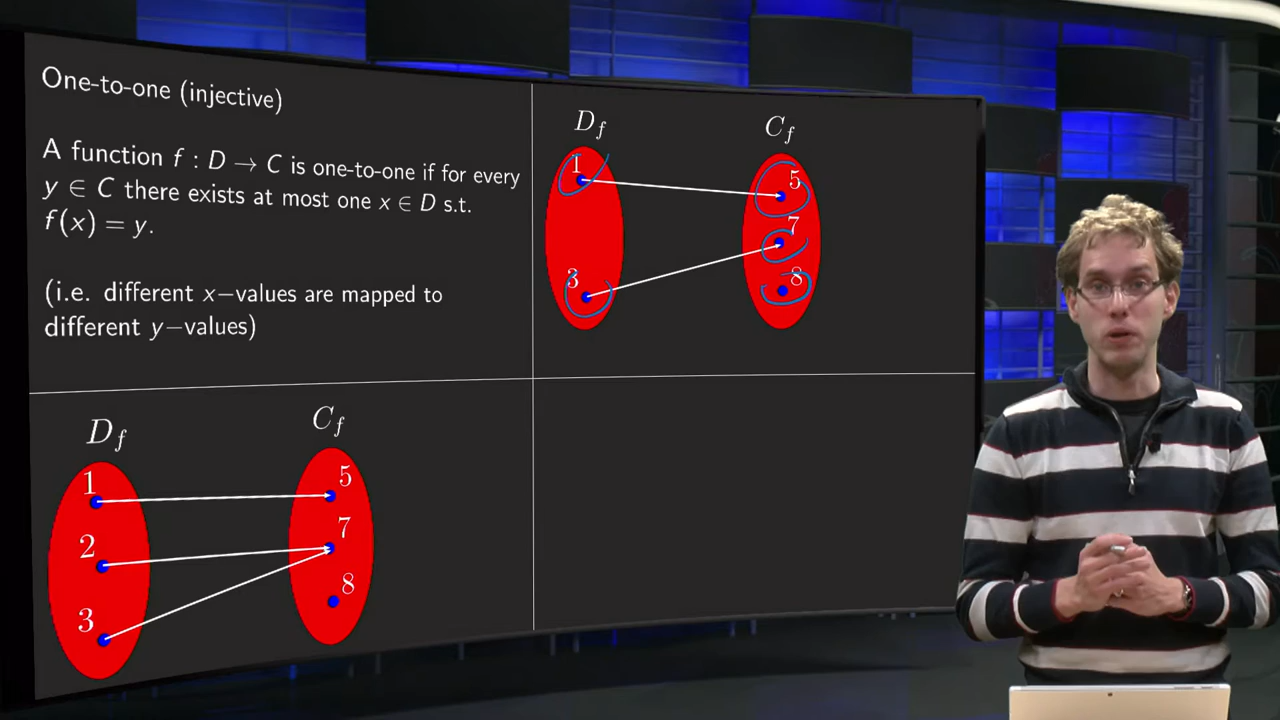 One-to-one (injective)
A function f : D → C is one-to-one if for every
y ∈ C there exists at most one x ∈ D s.t.
f(x) = y.
(i.e. different x−values are mapped to
different y−values)
D_f C_f
1 5
7
3 8
D_f C_f
1 5
2 7
3 8